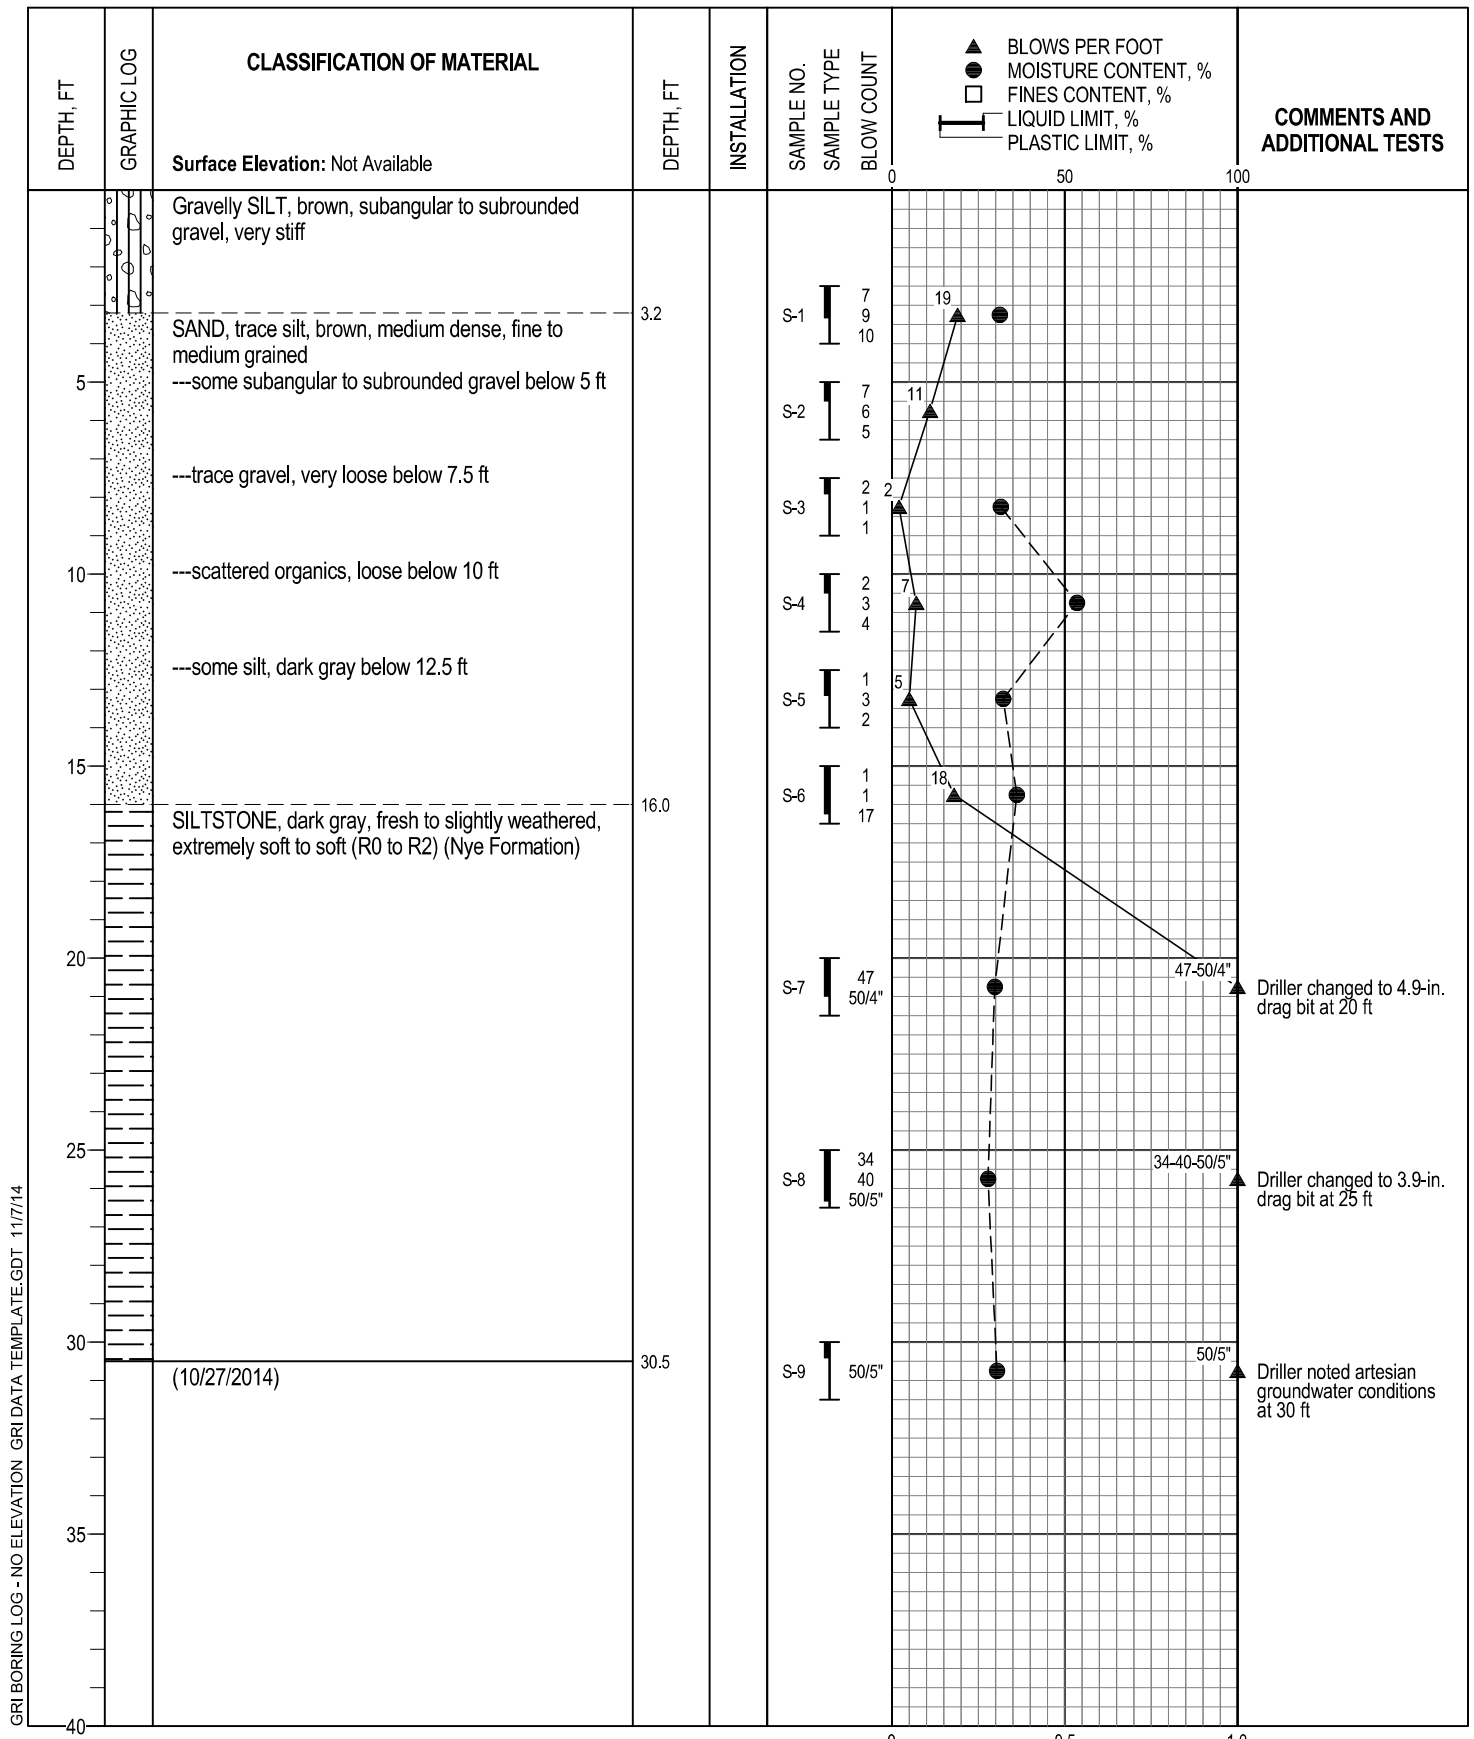 DEPTH, FT
GRAPHIC LOG
CLASSIFICATION OF MATERIAL
Surface Elevation: Not Available
DEPTH, FT
INSTALLATION
SAMPLE NO.
SAMPLE TYPE
BLOW COUNT
BLOWS PER FOOT
MOISTURE CONTENT, %
FINES CONTENT, %
LIQUID LIMIT, %
PLASTIC LIMIT, %
COMMENTS AND
ADDITIONAL TESTS
0 50 100
Gravelly SILT, brown, subangular to subrounded
gravel, very stiff
3.2
S-1
7
9
10
19
SAND, trace silt, brown, medium dense, fine to
medium grained
5
---some subangular to subrounded gravel below 5 ft
S-2
7
6
5
11
---trace gravel, very loose below 7.5 ft
S-3
2
1
1
2
10
---scattered organics, loose below 10 ft
S-4
2
3
4
7
---some silt, dark gray below 12.5 ft
S-5
1
3
2
5
15
S-6
1
1
17
18
16.0
SILTSTONE, dark gray, fresh to slightly weathered,
extremely soft to soft (R0 to R2) (Nye Formation)
20
S-7
47
50/4"
47-50/4"
Driller changed to 4.9-in.
drag bit at 20 ft
25
S-8
34
40
50/5"
34-40-50/5"
Driller changed to 3.9-in.
drag bit at 25 ft
30
30.5
(10/27/2014)
S-9
50/5"
50/5"
Driller noted artesian
groundwater conditions
at 30 ft
35
40
0 0.5 1.0
GRI BORING LOG - NO ELEVATION GRI DATA TEMPLATE.GDT 11/7/14